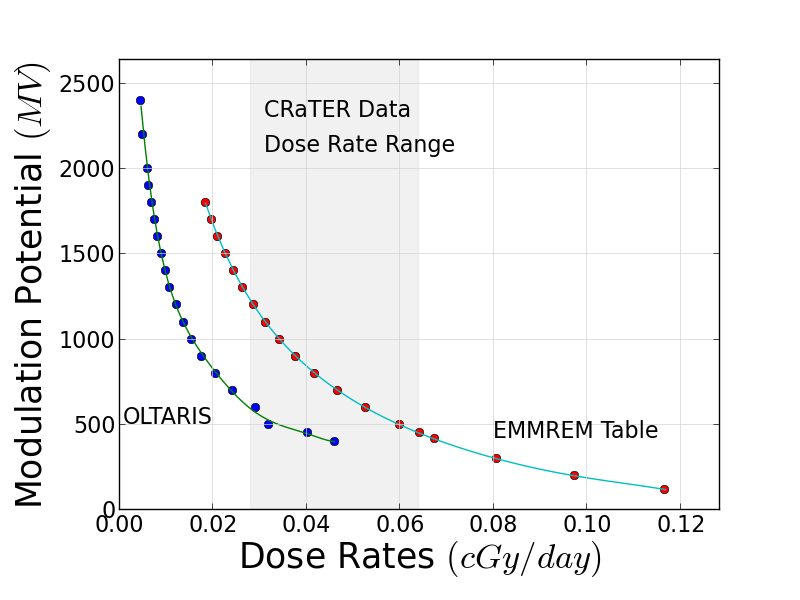 2500
2000
1500
1000
500
0
Modulation Potential (MV)
CRaTER Data
Dose Rate Range
OLTARIS
EMMREM Table
0.00 0.02 0.04 0.06 0.08 0.10 0.12
Dose Rates (cGy/day)